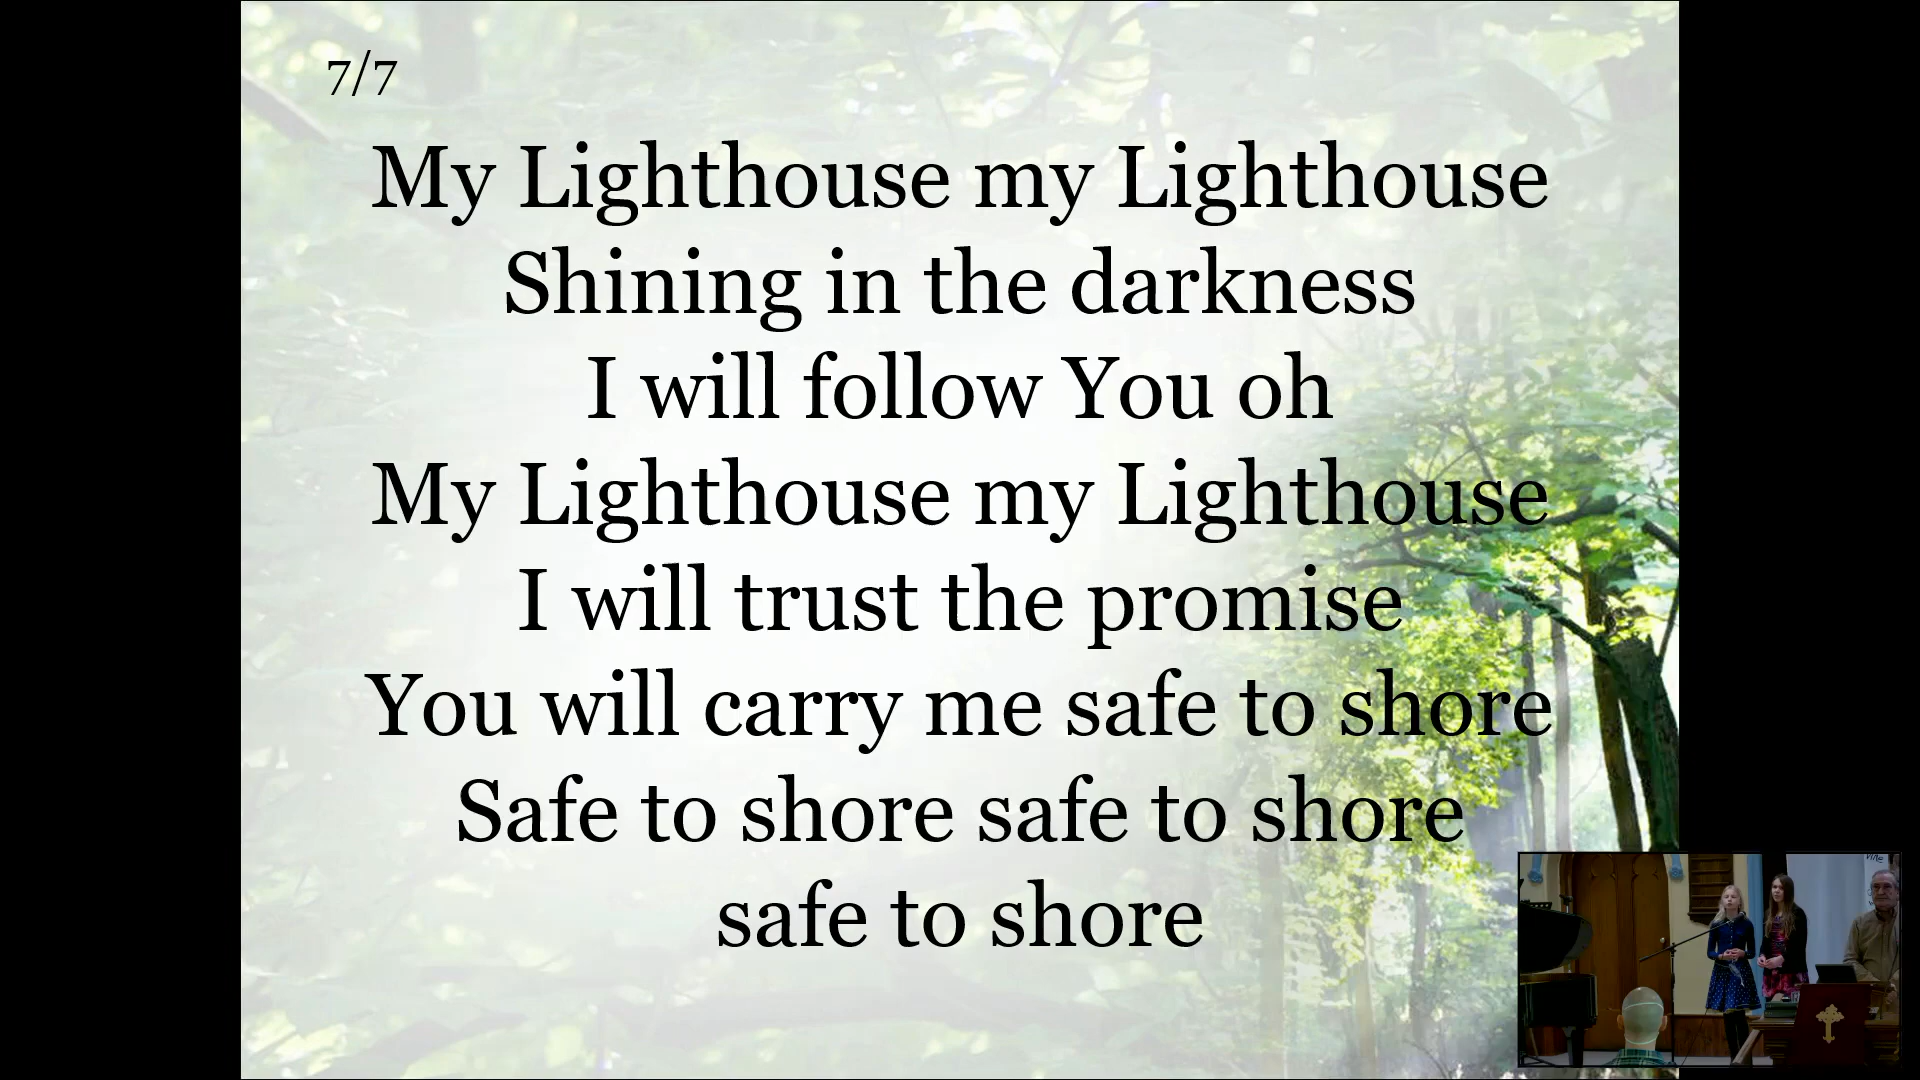 7/7
My Lighthouse my Lighthouse
Shining in the darkness
I will follow You oh
My Lighthouse my Lighthouse
I will trust the promise
You will carry me safe to shore
Safe to shore safe to shore
safe to shore